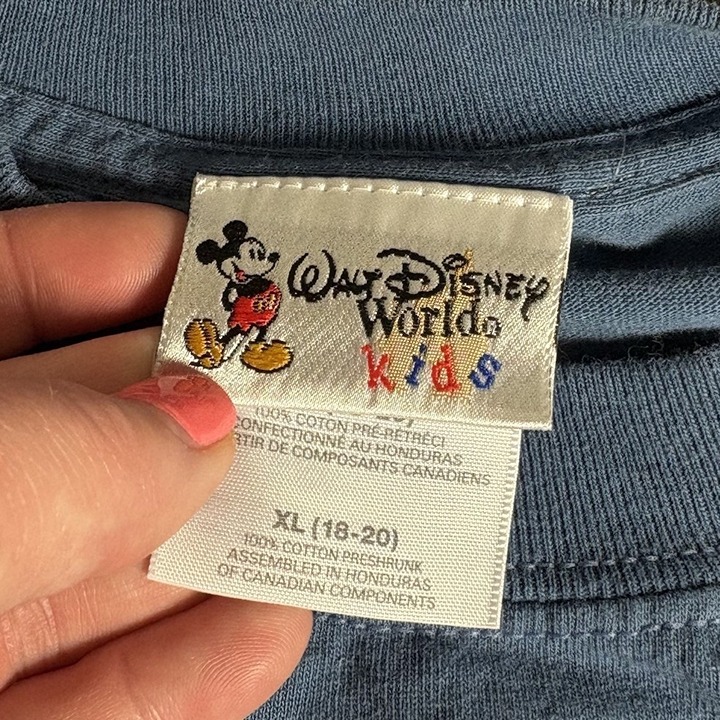 Walt Disney
World
kids
100% COTON PRÉ-RÉTRÉCI
CONFECTIONNÉ AU HONDURAS
DE COMPOSANTS CANADIENS
XL (18-20)
100% COTTON PRESHRUNK
ASSEMBLED IN HONDURAS
OF CANADIAN COMPONENTS